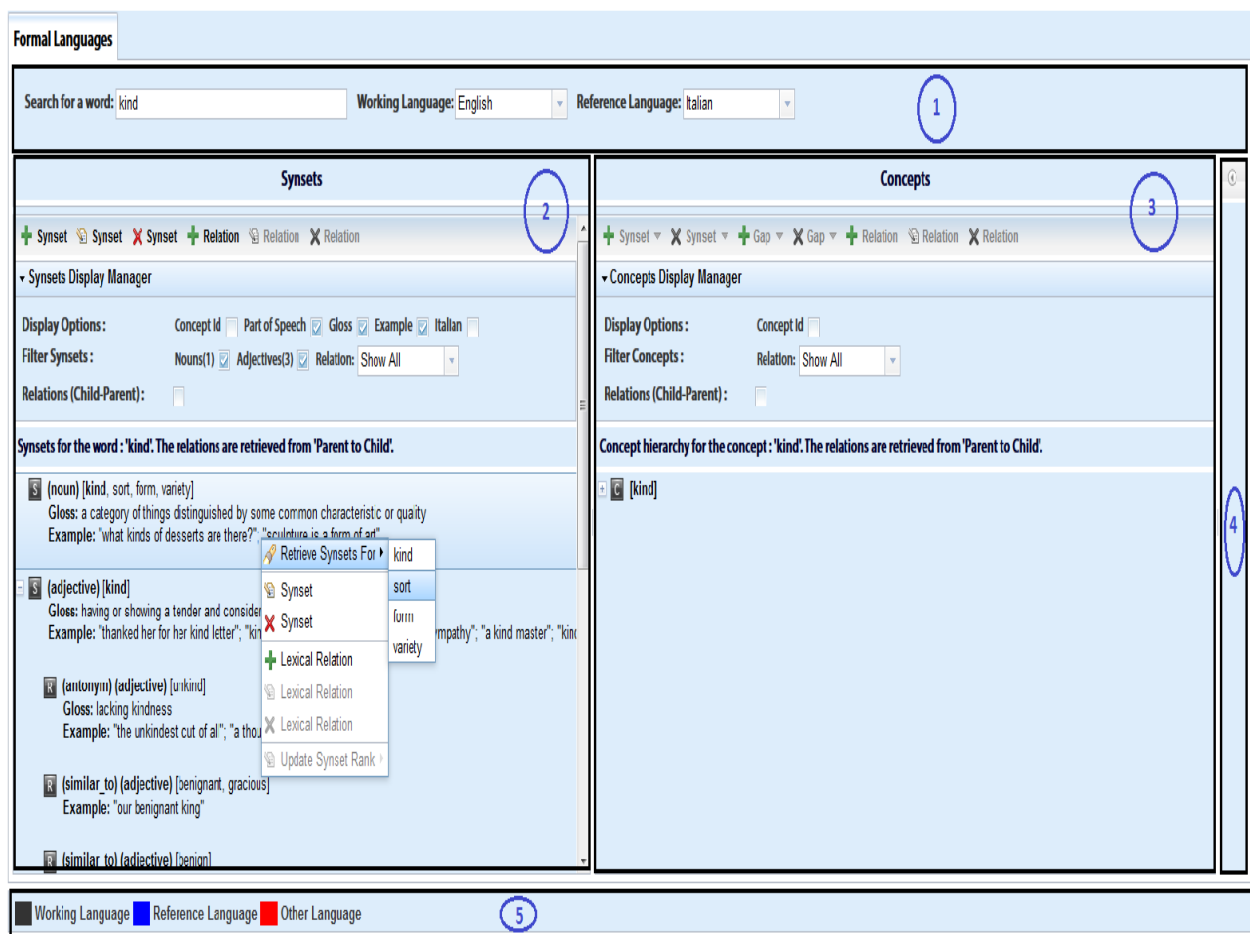 Formal Languages
Search for a word: kind Working Language: English Reference Language: Italian
1
Synsets
2
Synset Synset Synset Relation Relation Relation
Synsets Display Manager
Display Options : Concept Id Part of Speech Gloss Example Italian
Filter Synsets : Nouns(1) Adjectives(3) Relation: Show All
Relations (Child-Parent) :
Synsets for the word : 'kind'. The relations are retrieved from 'Parent to Child'.
S (noun) [kind, sort, form, variety]
Gloss: a category of things distinguished by some common characteristic or quality
Example: "what kinds of desserts are there?"; "sculpture is a form of art"
S (adjective) [kind]
Gloss: having or showing a tender and consider
Example: "thanked her for her kind letter"; "kin ympathy"; "a kind master"; "kind
R (antonym) (adjective) [unkind]
Gloss: lacking kindness
Example: "the unkindest cut of all"; "a thou
R (similar_to) (adjective) [benignant, gracious]
Example: "our benignant king"
R (similar_to) (adjective) [benign]
Retrieve Synsets For
Synset
Synset
Lexical Relation
Lexical Relation
Lexical Relation
Update Synset Rank
kind
sort
form
variety
Concepts
3
Synset Synset Gap Gap Relation Relation Relation
Concepts Display Manager
Display Options : Concept Id
Filter Concepts : Relation: Show All
Relations (Child-Parent) :
Concept hierarchy for the concept : 'kind'. The relations are retrieved from 'Parent to Child'.
C [kind]
4
Working Language Reference Language Other Language
5